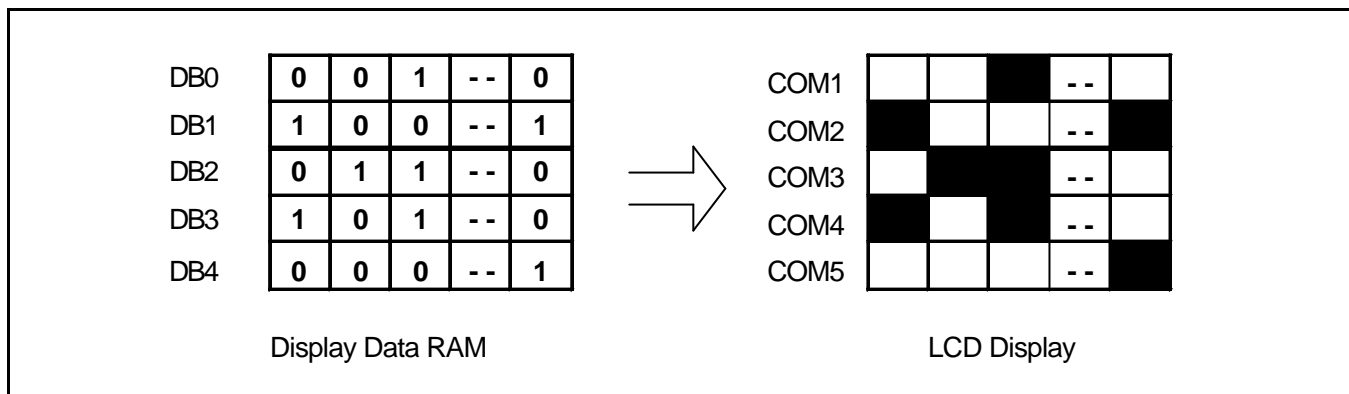 DB0 0 0 1 - - 0 COM1 - -
DB1 1 0 0 - - 1 COM2 - -
DB2 0 1 1 - - 0 COM3 - -
DB3 1 0 1 - - 0 COM4 - -
DB4 0 0 0 - - 1 COM5 - -
Display Data RAM LCD Display